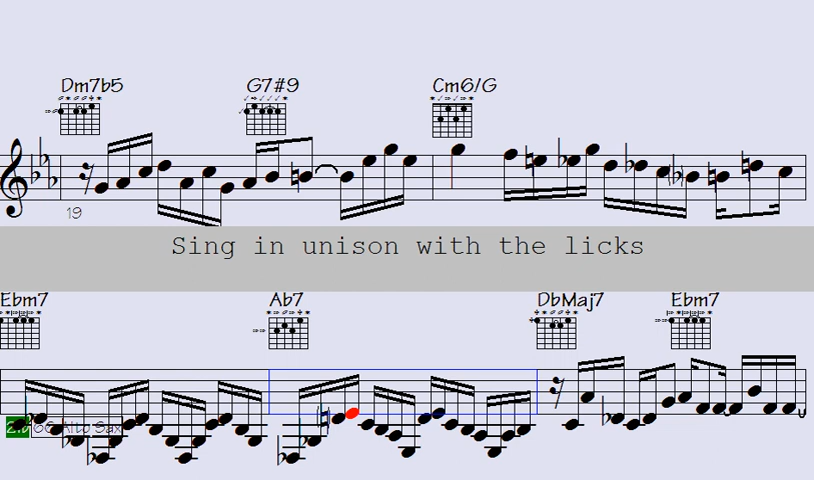 Dm7b5 G7#9 Cm6/G
19
Sing in unison with the licks
Ebm7 Ab7 DbMaj7 Ebm7
Alto Sax